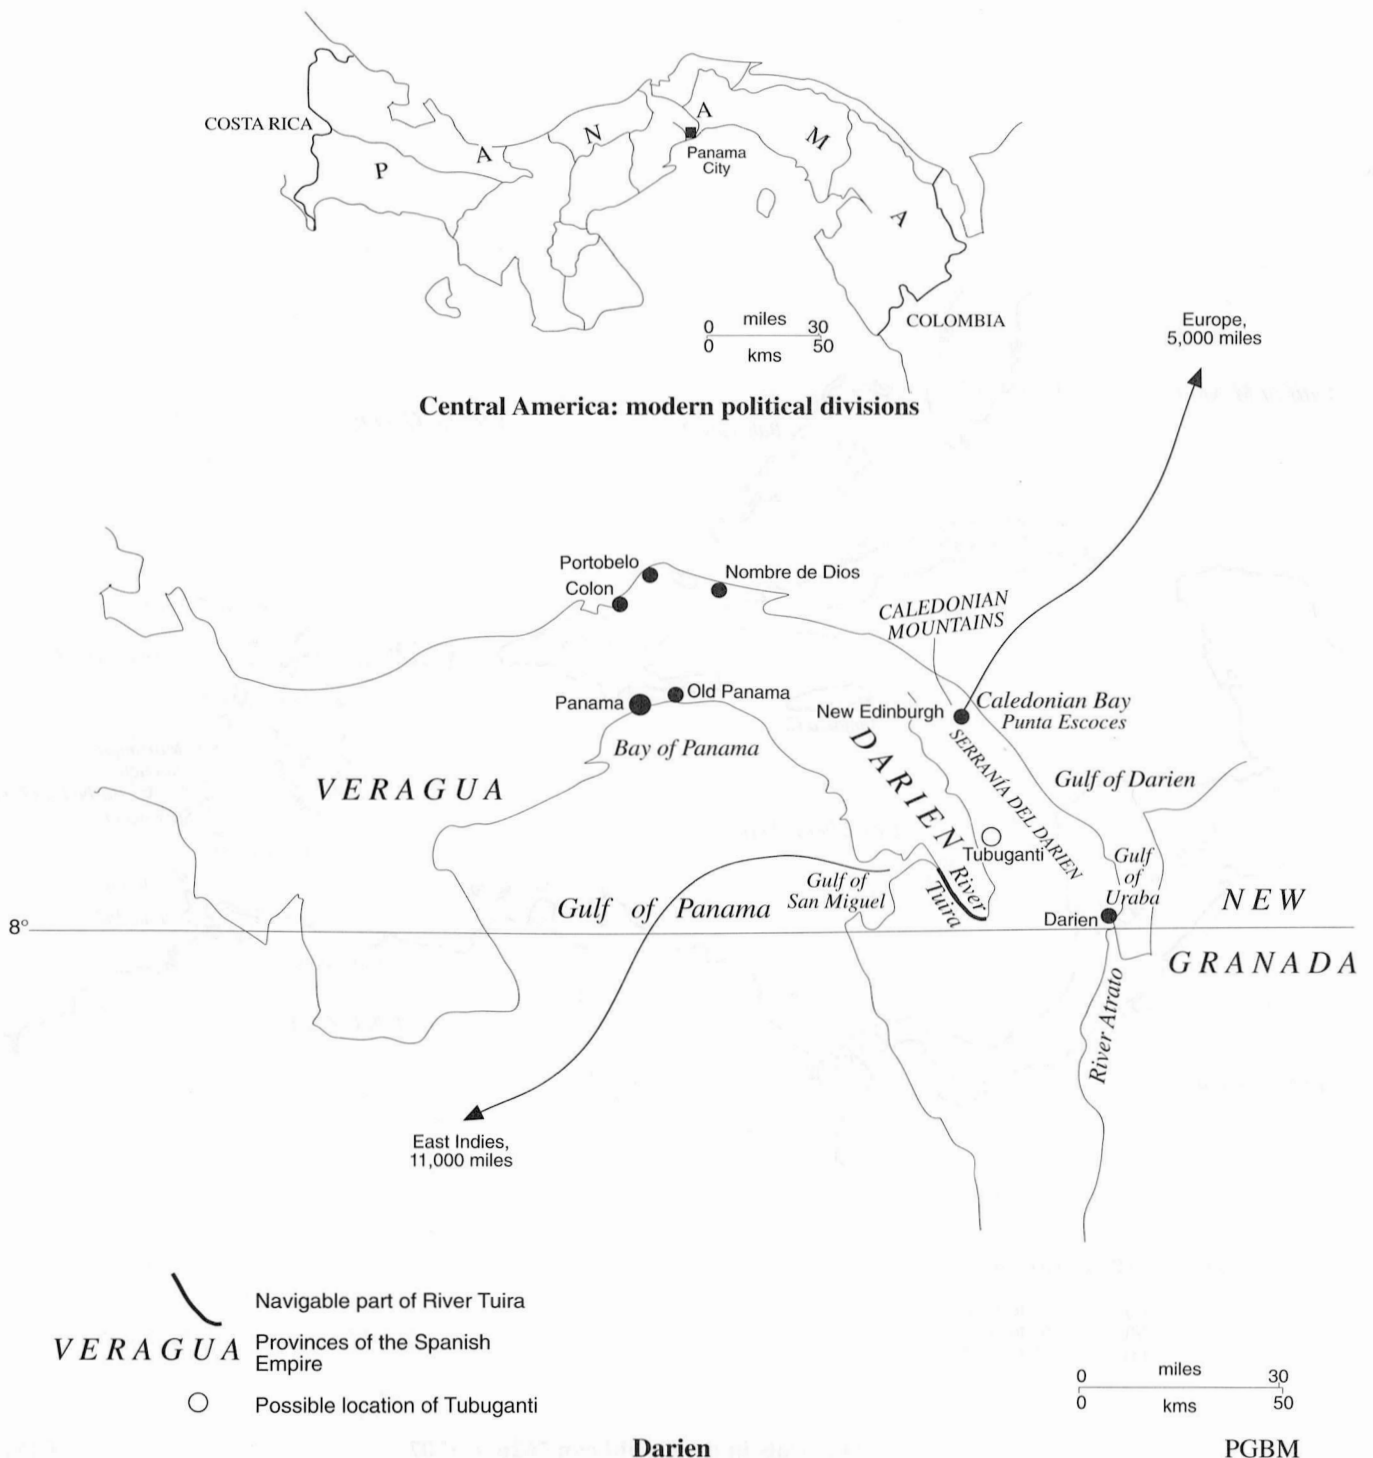 COSTA RICA
P A N A M A
Panama
City
0 miles 30
0 kms 50
COLOMBIA
Central America: modern political divisions
Europe,
5,000 miles
Portobelo
Colon
Nombre de Dios
CALEDONIAN
MOUNTAINS
Panama
Old Panama
New Edinburgh
Caledonian Bay
Punta Escoces
Bay of Panama
VERAGUA
DARIEN
SERRANÍA DEL DARIEN
Gulf of Darien
Tubuganti
Gulf
of
Uraba
Gulf of
San Miguel
River
Tuira
Gulf of Panama
Darien
NEW
GRANADA
8°
River Atrato
East Indies,
11,000 miles
Navigable part of River Tuira
VERAGUA Provinces of the Spanish
Empire
Possible location of Tubuganti
0 miles 30
0 kms 50
Darien
PGBM